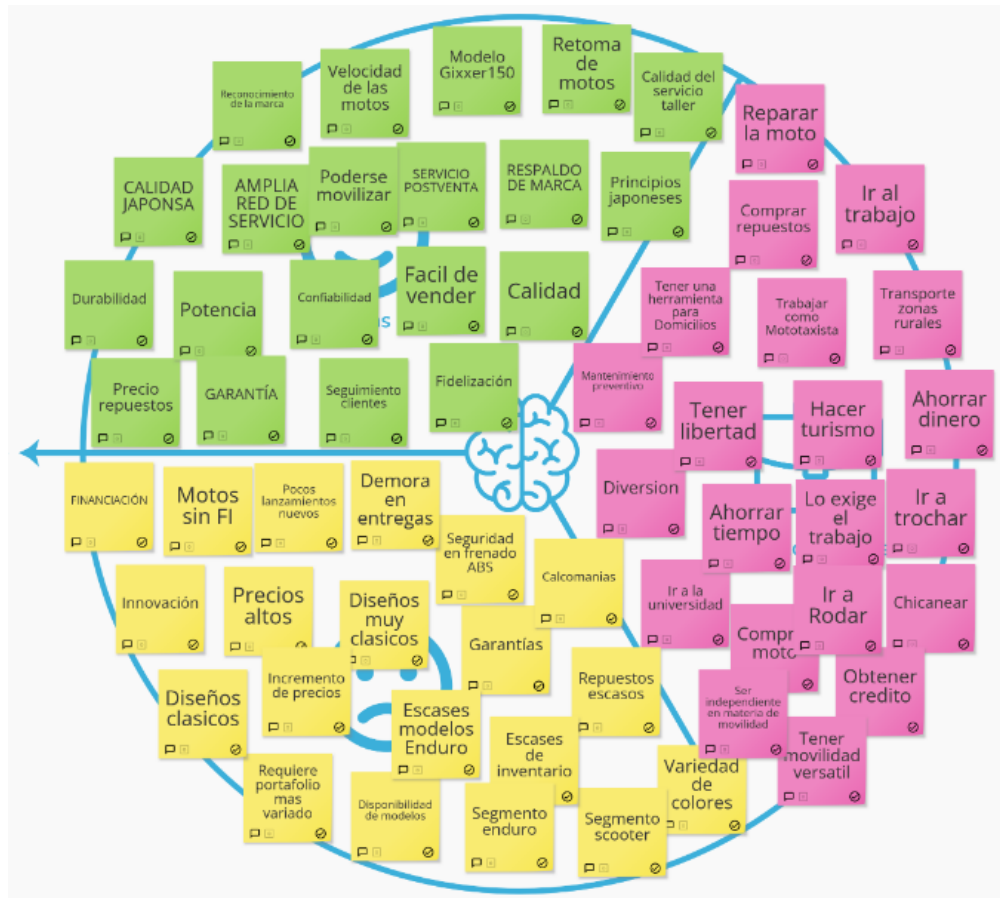 Reconocimiento
de la marca
Velocidad
de las
motos
Modelo
Gixxer150
Retoma
de
motos
Calidad del
servicio
taller
CALIDAD
JAPONSA
AMPLIA
RED DE
SERVICIO
Poderse
movilizar
SERVICIO
POSTVENTA
RESPALDO
DE MARCA
Principios
japoneses
Durabilidad
Potencia
Confiabilidad
Facil de
vender
Calidad
Precio
repuestos
GARANTÍA
Seguimiento
clientes
Fidelización
Reparar
la moto
Comprar
repuestos
Ir al
trabajo
Tener una
herramienta
para
Domicilios
Trabajar
como
Mototaxista
Transporte
zonas
rurales
Mantenimiento
preventivo
Tener
libertad
Hacer
turismo
Ahorrar
dinero
Diversion
Ahorrar
tiempo
Lo exige
el
trabajo
Ir a
trochar
Ir a la
universidad
Ir a
Rodar
Chicanear
moto
Obtener
credito
Ser
independiente
en materia de
movilidad
Tener
movilidad
versatil
FINANCIACIÓN
Motos
sin FI
Pocos
lanzamientos
nuevos
Demora
en
entregas
Seguridad
en frenado
ABS
Calcomanias
Innovación
Precios
altos
Diseños
muy
clasicos
Garantías
Diseños
clasicos
Incremento
de precios
Escases
modelos
Enduro
Repuestos
escasos
Escases
de
inventario
Variedad
de
colores
Requiere
portafolio
mas
variado
Disponibilidad
de modelos
Segmento
enduro
Segmento
scooter